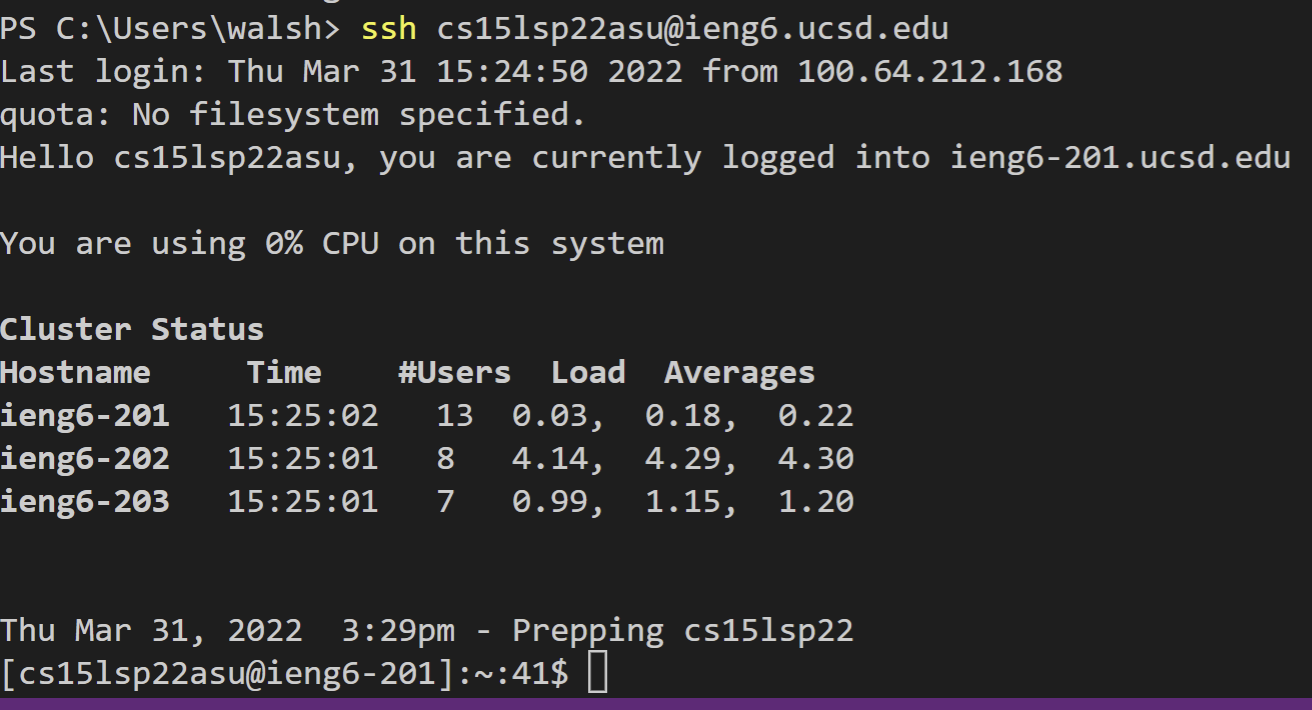 PS C:\Users\walsh> ssh cs15lsp22asu@ieng6.ucsd.edu
Last login: Thu Mar 31 15:24:50 2022 from 100.64.212.168
quota: No filesystem specified.
Hello cs15lsp22asu, you are currently logged into ieng6-201.ucsd.edu
You are using 0% CPU on this system
Cluster Status
Hostname     Time    #Users  Load  Averages
ieng6-201   15:25:02   13  0.03,  0.18,  0.22
ieng6-202   15:25:01   8   4.14,  4.29,  4.30
ieng6-203   15:25:01   7   0.99,  1.15,  1.20
Thu Mar 31, 2022  3:29pm - Prepping cs15lsp22
[cs15lsp22asu@ieng6-201]:~:41$